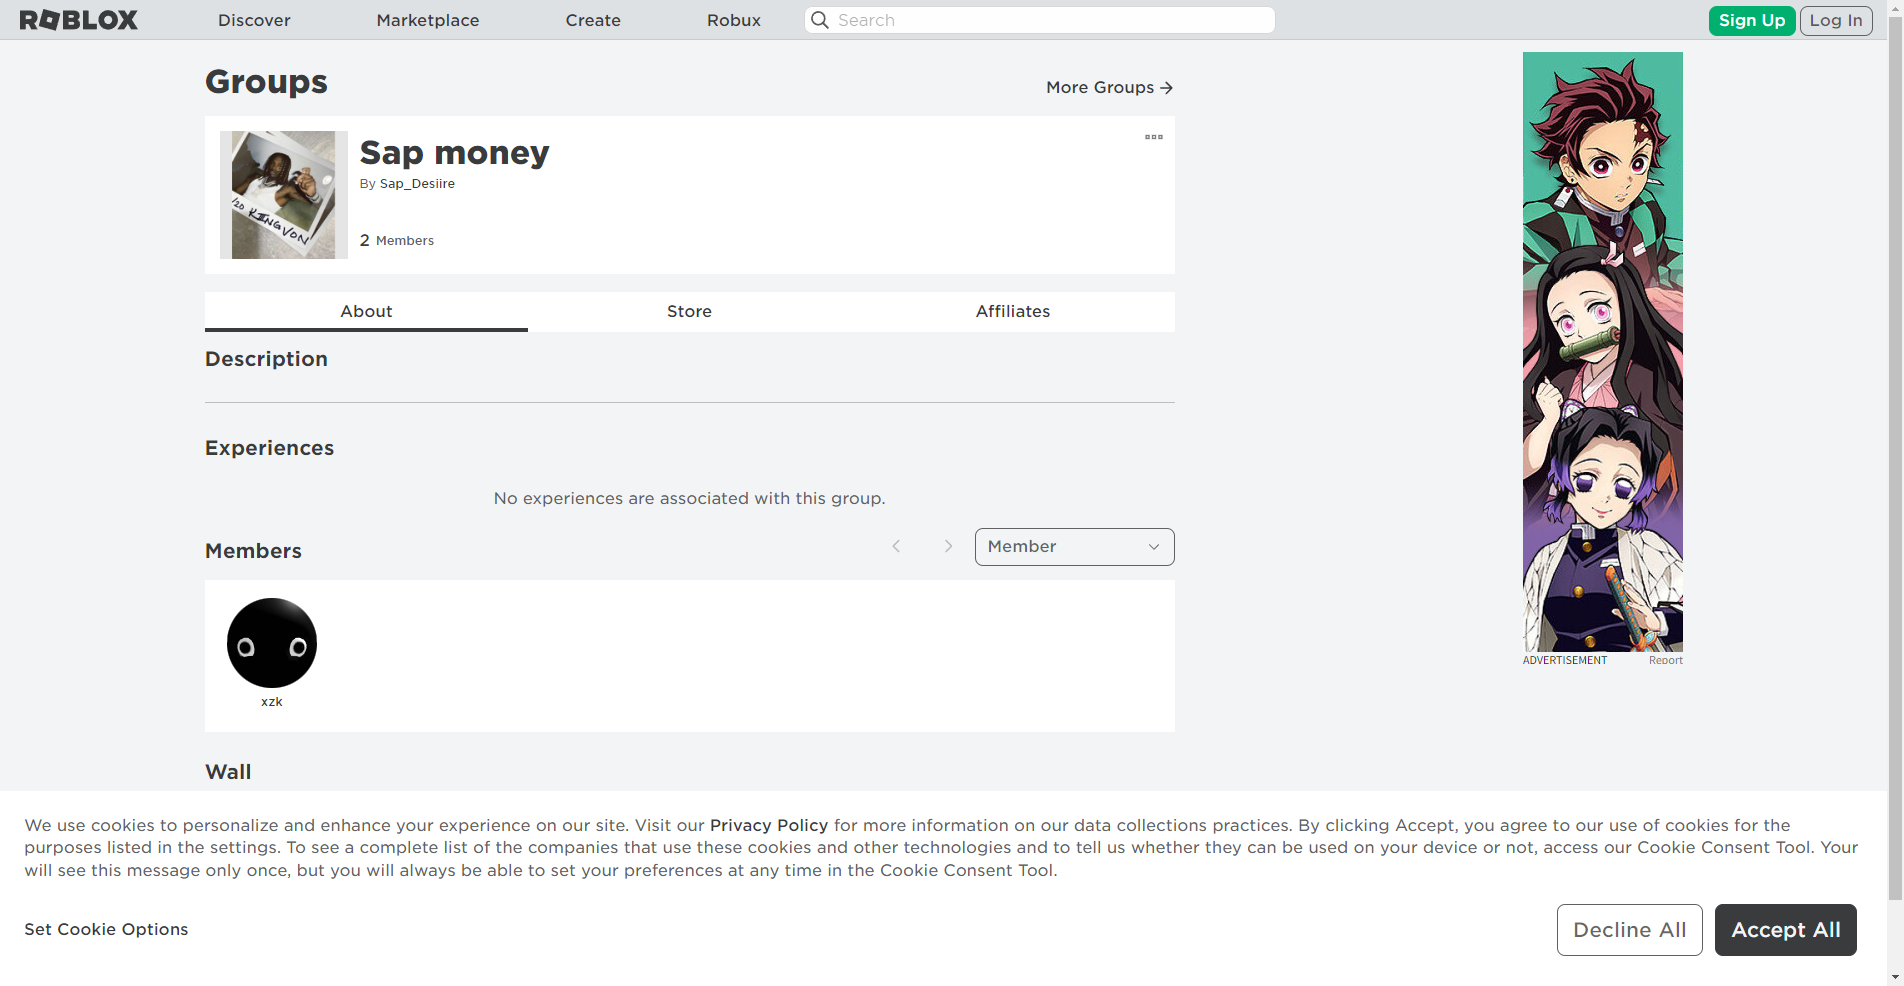 ROBLOX
Discover
Marketplace
Create
Robux
Search
Sign Up
Log In
Groups
More Groups
Sap money
By Sap_Desiire
2 Members
/20 KINGVON
About
Store
Affiliates
Description
Experiences
No experiences are associated with this group.
Members
Member
xzk
Wall
ADVERTISEMENT
Report
We use cookies to personalize and enhance your experience on our site. Visit our Privacy Policy for more information on our data collections practices. By clicking Accept, you agree to our use of cookies for the
purposes listed in the settings. To see a complete list of the companies that use these cookies and other technologies and to tell us whether they can be used on your device or not, access our Cookie Consent Tool. Your
will see this message only once, but you will always be able to set your preferences at any time in the Cookie Consent Tool.
Set Cookie Options
Decline All
Accept All